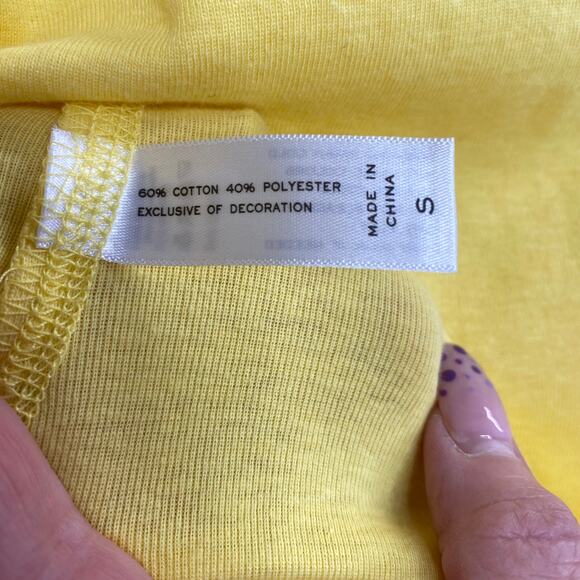 60% COTTON 40% POLYESTER
EXCLUSIVE OF DECORATION
MADE IN
CHINA
S